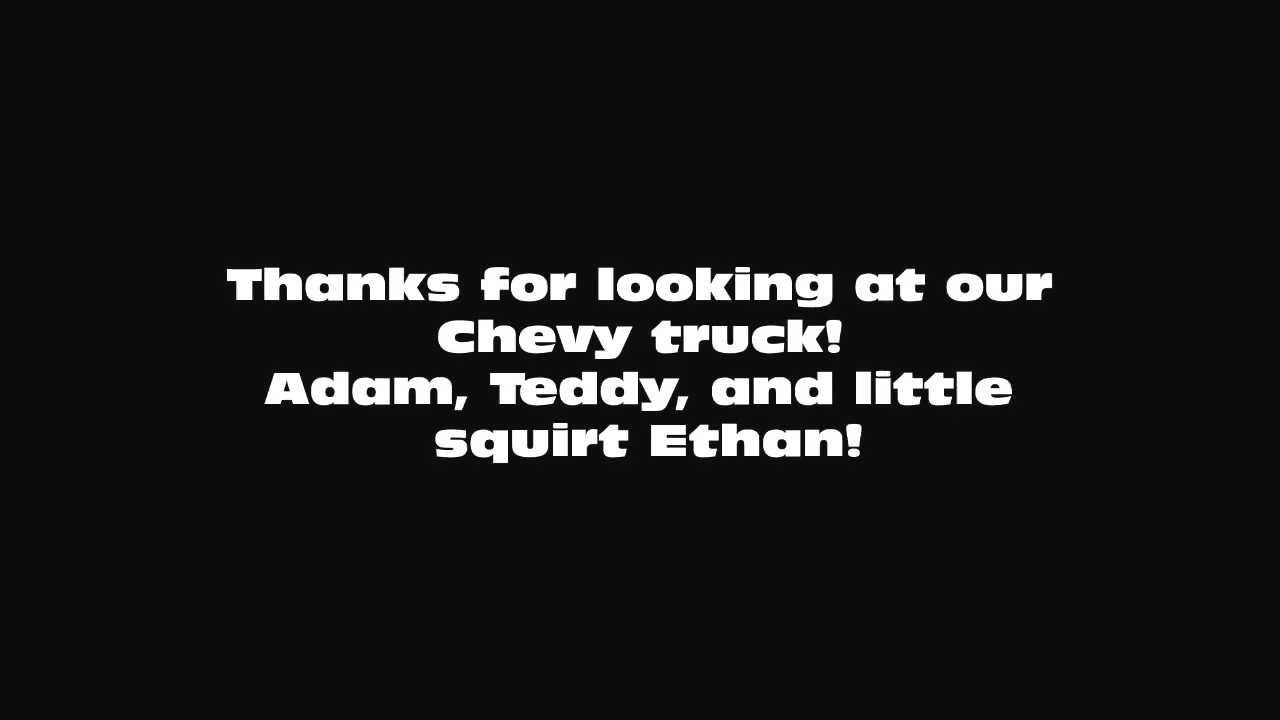 Thanks for looking at our
Chevy truck!
Adam, Teddy, and little
squirt Ethan!